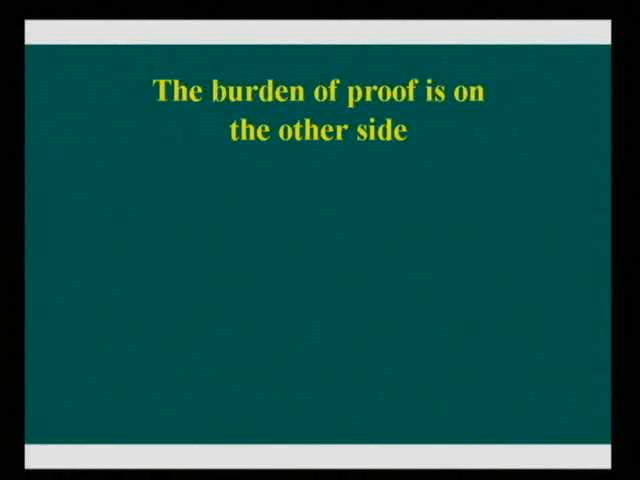 The burden of proof is on
the other side